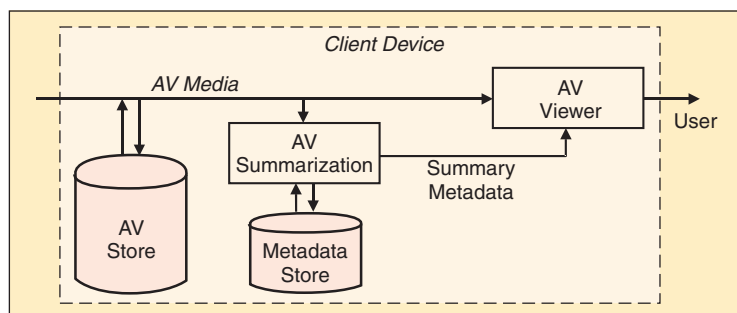 Client Device
AV Media
AV
Viewer
User
AV
Summarization
Summary
Metadata
AV
Store
Metadata
Store